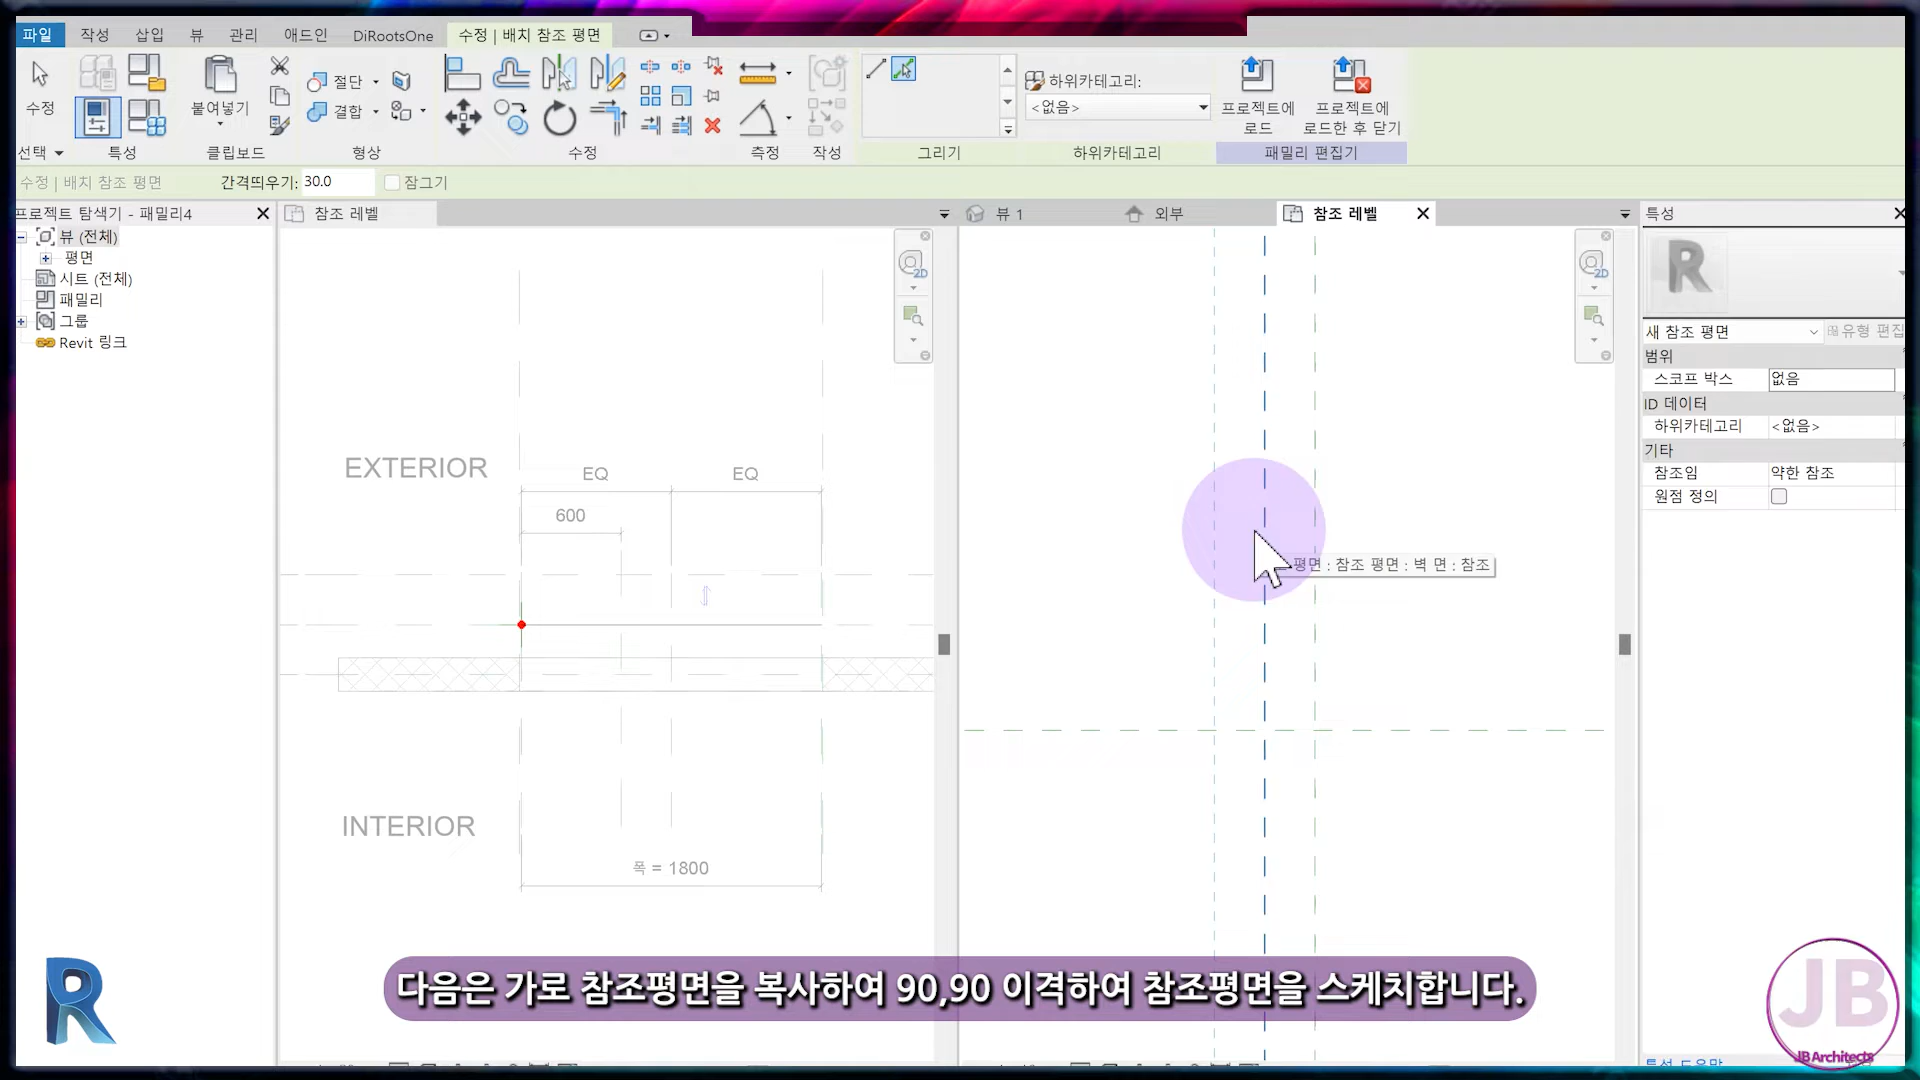 파일 작성 삽입 뷰 관리 애드인 DiRootsOne 수정 | 배치 참조 평면
수정
붙여넣기
절단
결합
하위카테고리:
<없음>
프로젝트에
로드
프로젝트에
로드한 후 닫기
선택 특성 클립보드 형상 수정 측정 작성 그리기 하위카테고리 패밀리 편집기
수정 | 배치 참조 평면 간격띄우기: 30.0 잠그기
프로젝트 탐색기 - 패밀리4
참조 레벨
뷰 1
외부
참조 레벨
특성
뷰 (전체)
평면
시트 (전체)
패밀리
그룹
Revit 링크
2D
2D
R
새 참조 평면
유형 편집
범위
스코프 박스 없음
ID 데이터
하위카테고리 <없음>
기타
참조임 약한 참조
원점 정의
EXTERIOR
EQ EQ
600
평면 : 참조 평면 : 벽 면 : 참조
INTERIOR
폭 = 1800
다음은 가로 참조평면을 복사하여 90,90 이격하여 참조평면을 스케치합니다.
R
JB
JB Architects